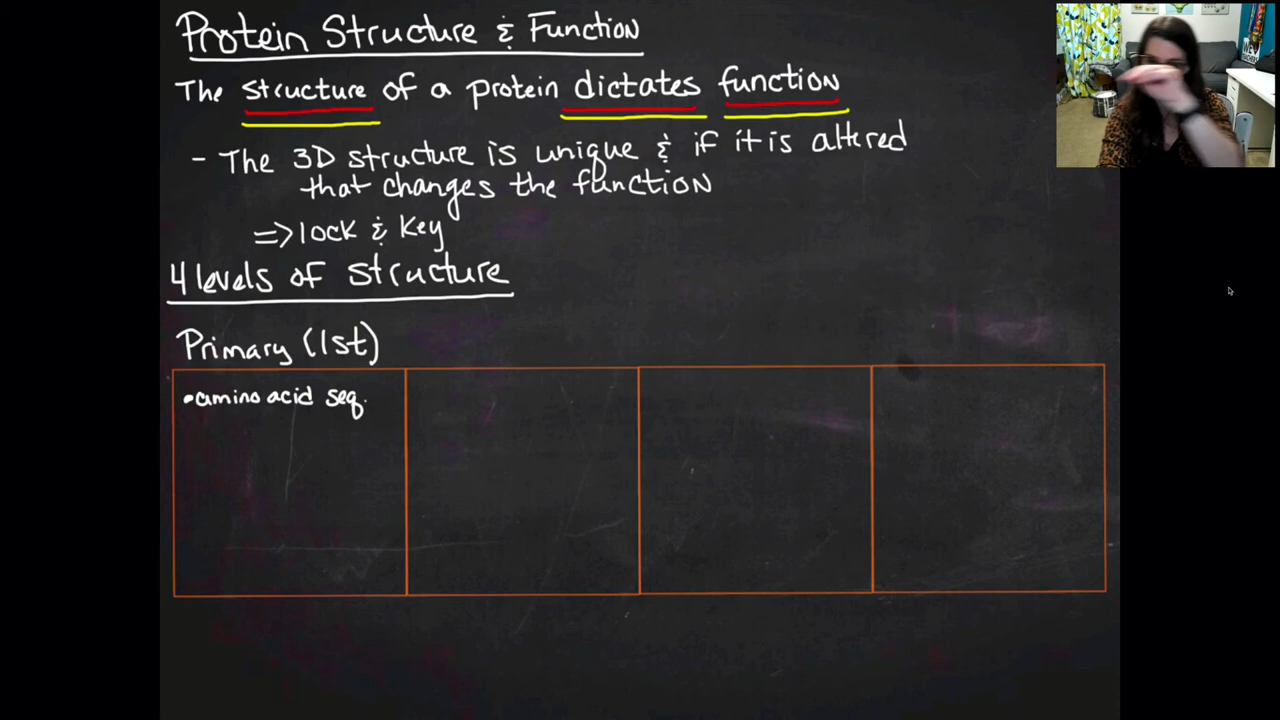 Protein Structure & Function
The structure of a protein dictates function
- The 3D structure is unique & if it is altered
that changes the function
⇒ lock & key
4 levels of structure
Primary (1st)
•amino acid seq.